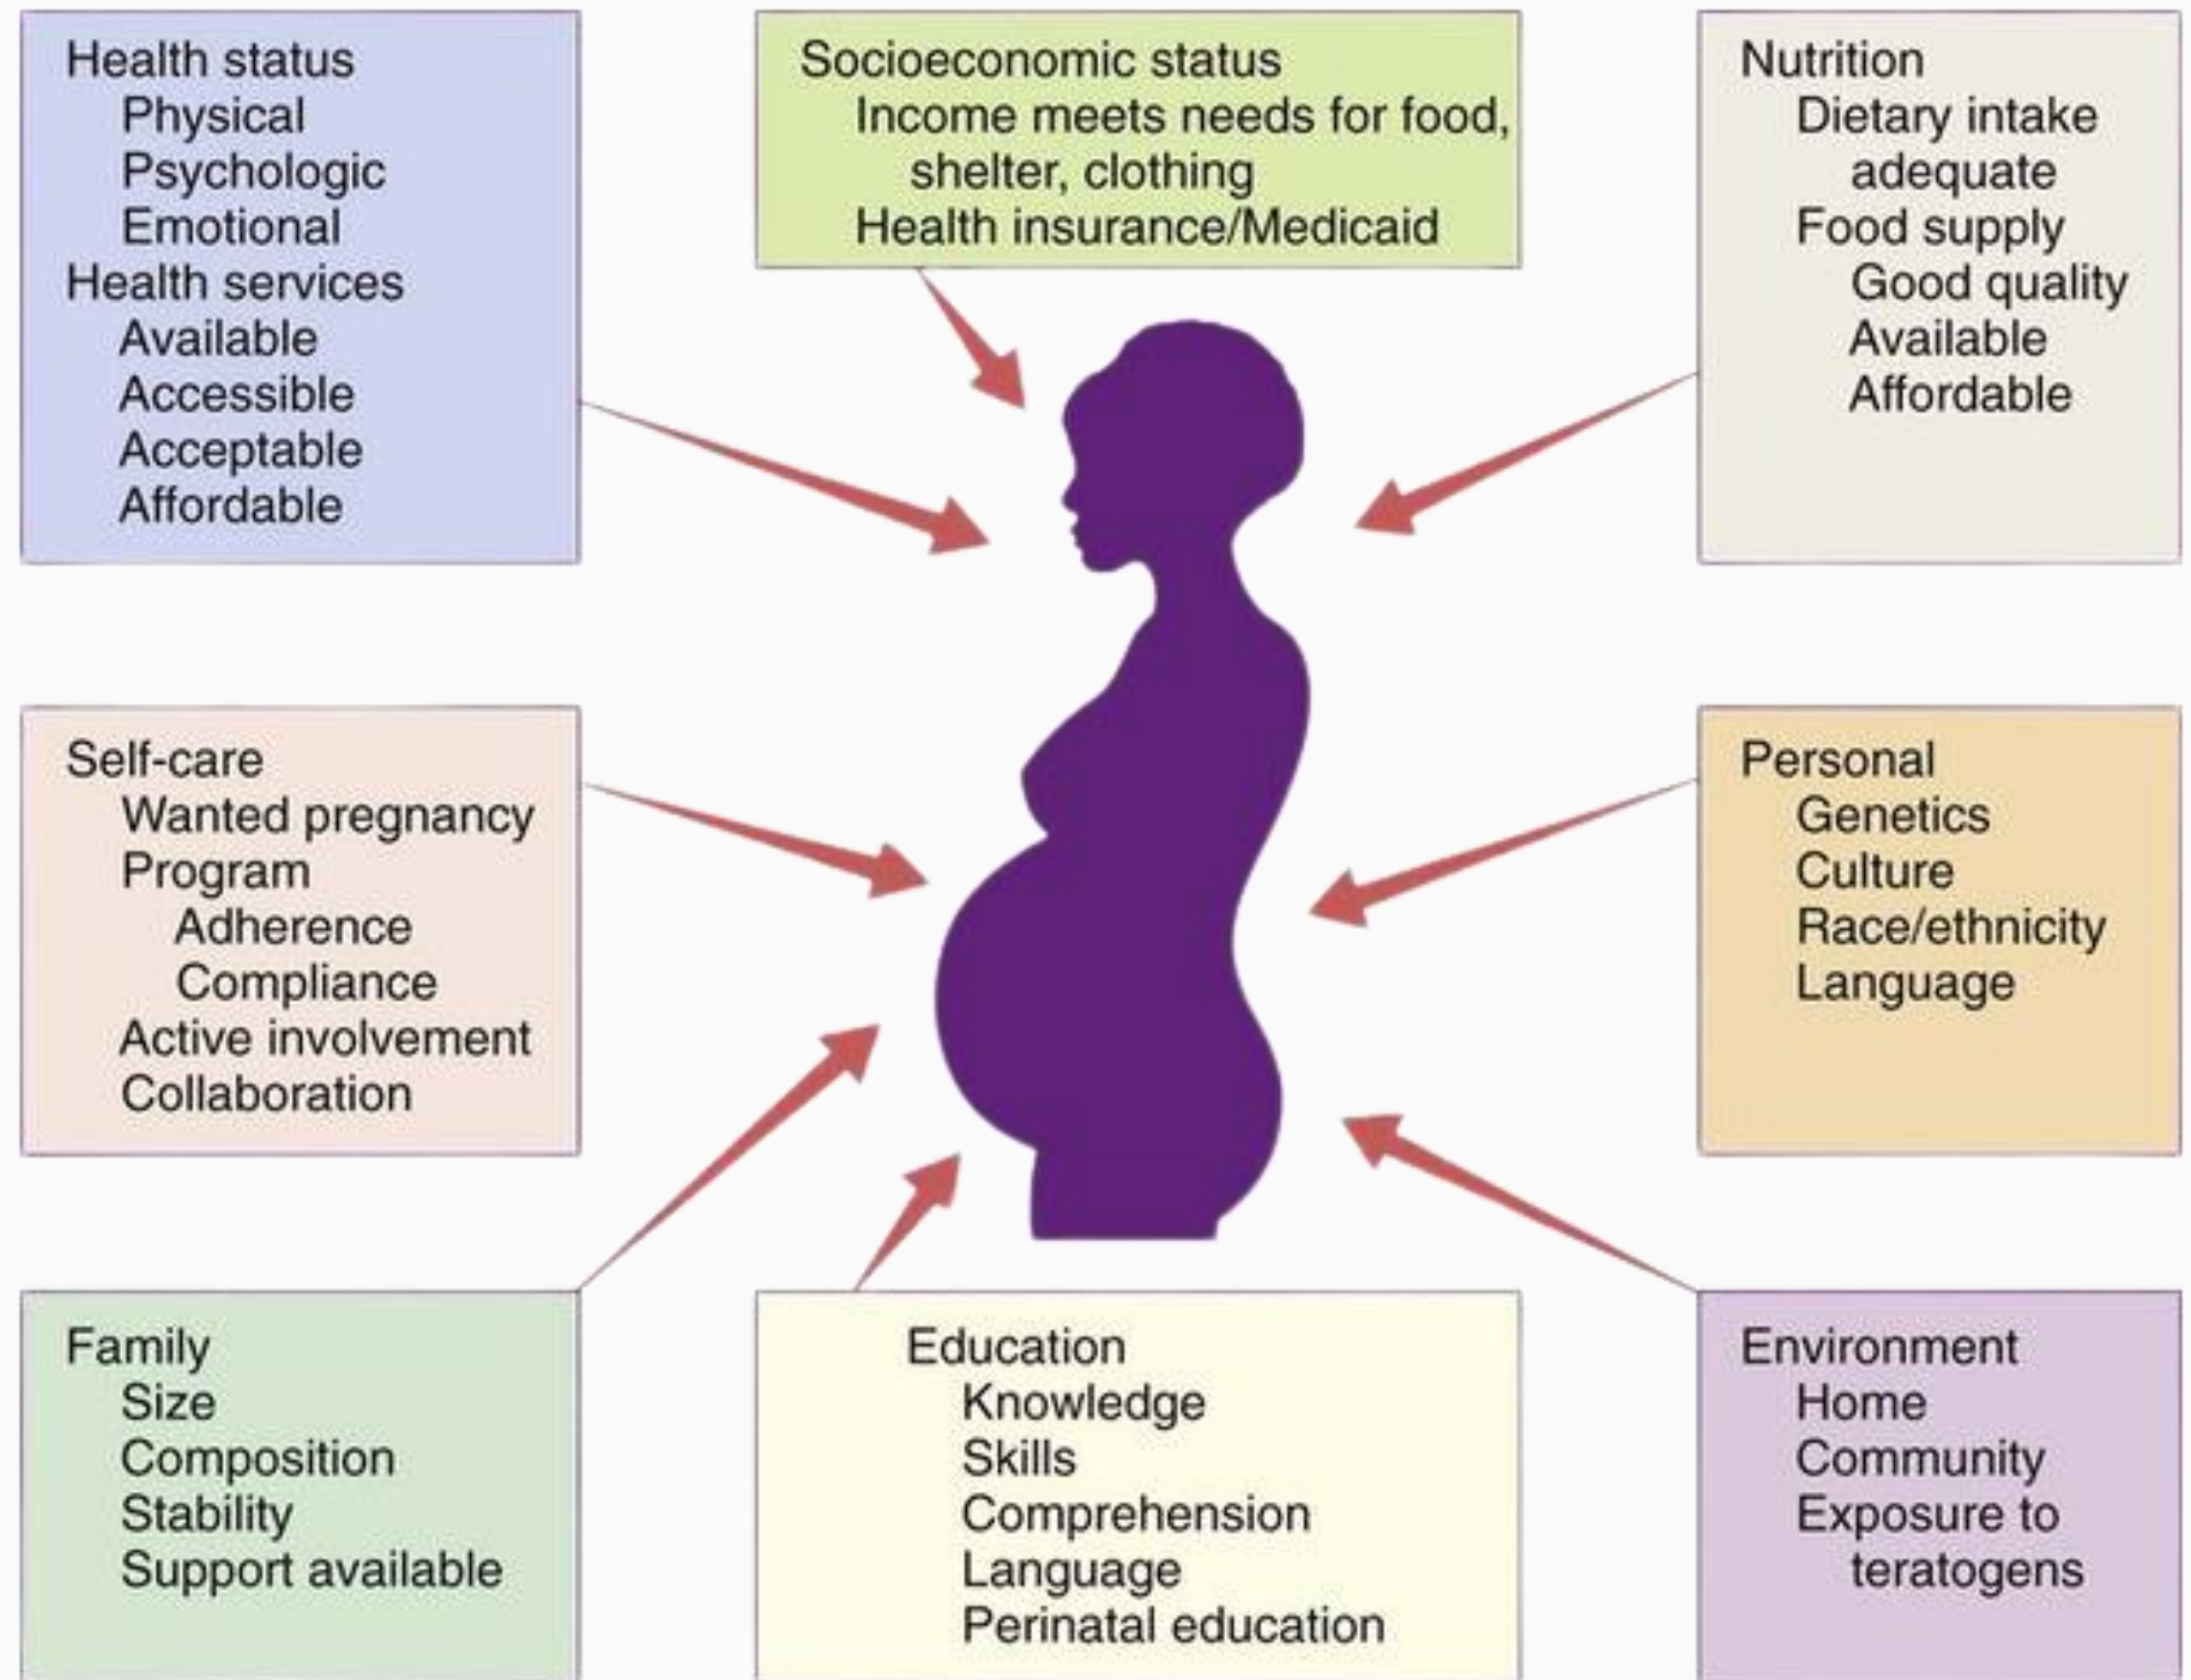 Health status
Physical
Psychologic
Emotional
Health services
Available
Accessible
Acceptable
Affordable
Socioeconomic status
Income meets needs for food,
shelter, clothing
Health insurance/Medicaid
Nutrition
Dietary intake
adequate
Food supply
Good quality
Available
Affordable
Self-care
Wanted pregnancy
Program
Adherence
Compliance
Active involvement
Collaboration
Personal
Genetics
Culture
Race/ethnicity
Language
Family
Size
Composition
Stability
Support available
Education
Knowledge
Skills
Comprehension
Language
Perinatal education
Environment
Home
Community
Exposure to
teratogens